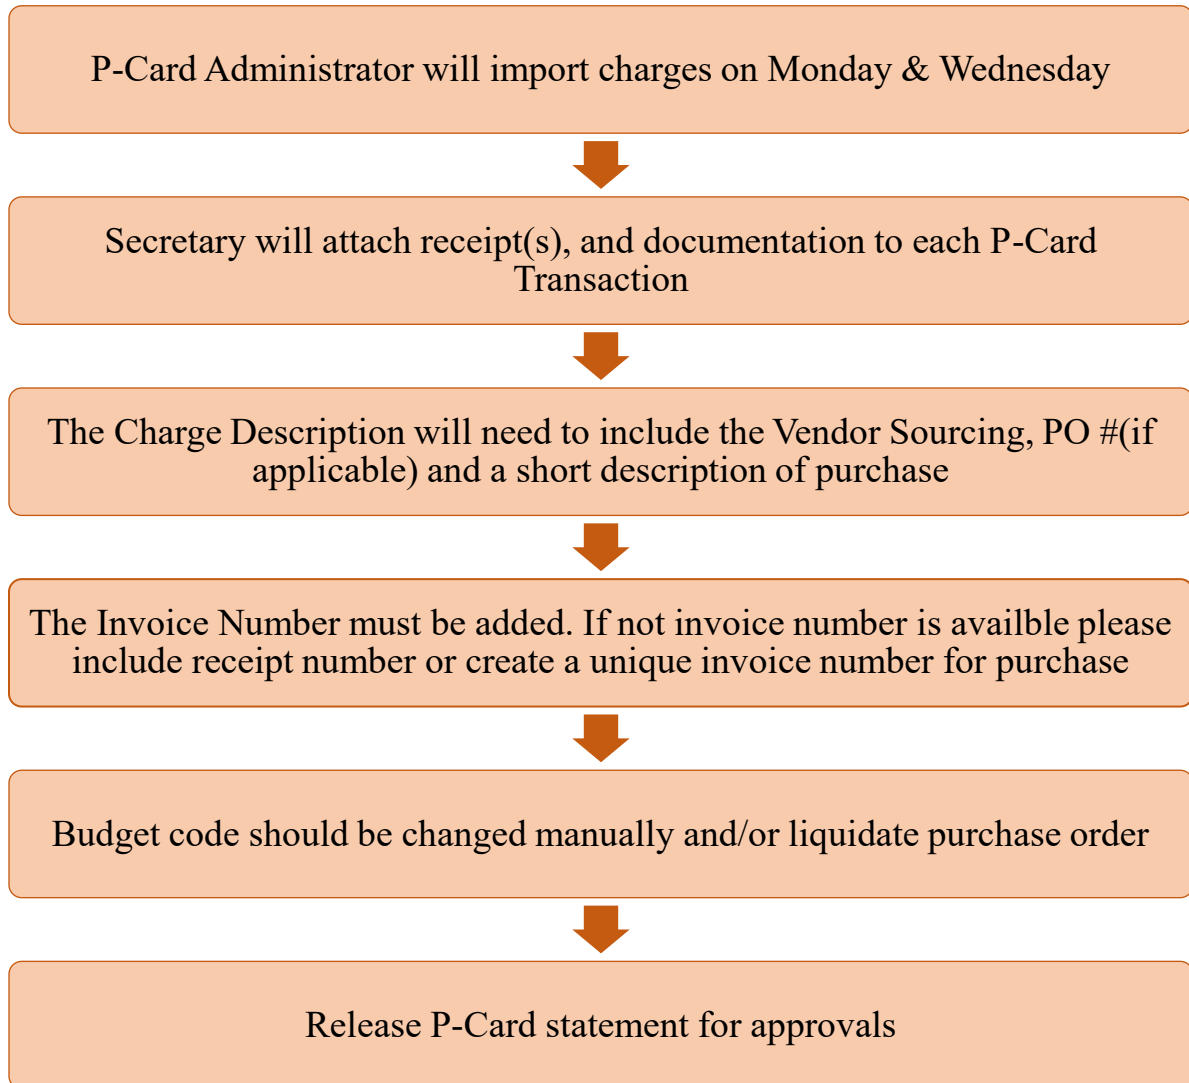 P-Card Administrator will import charges on Monday & Wednesday
Secretary will attach receipt(s), and documentation to each P-Card
Transaction
The Charge Description will need to include the Vendor Sourcing, PO #(if
applicable) and a short description of purchase
The Invoice Number must be added. If not invoice number is availble please
include receipt number or create a unique invoice number for purchase
Budget code should be changed manually and/or liquidate purchase order
Release P-Card statement for approvals